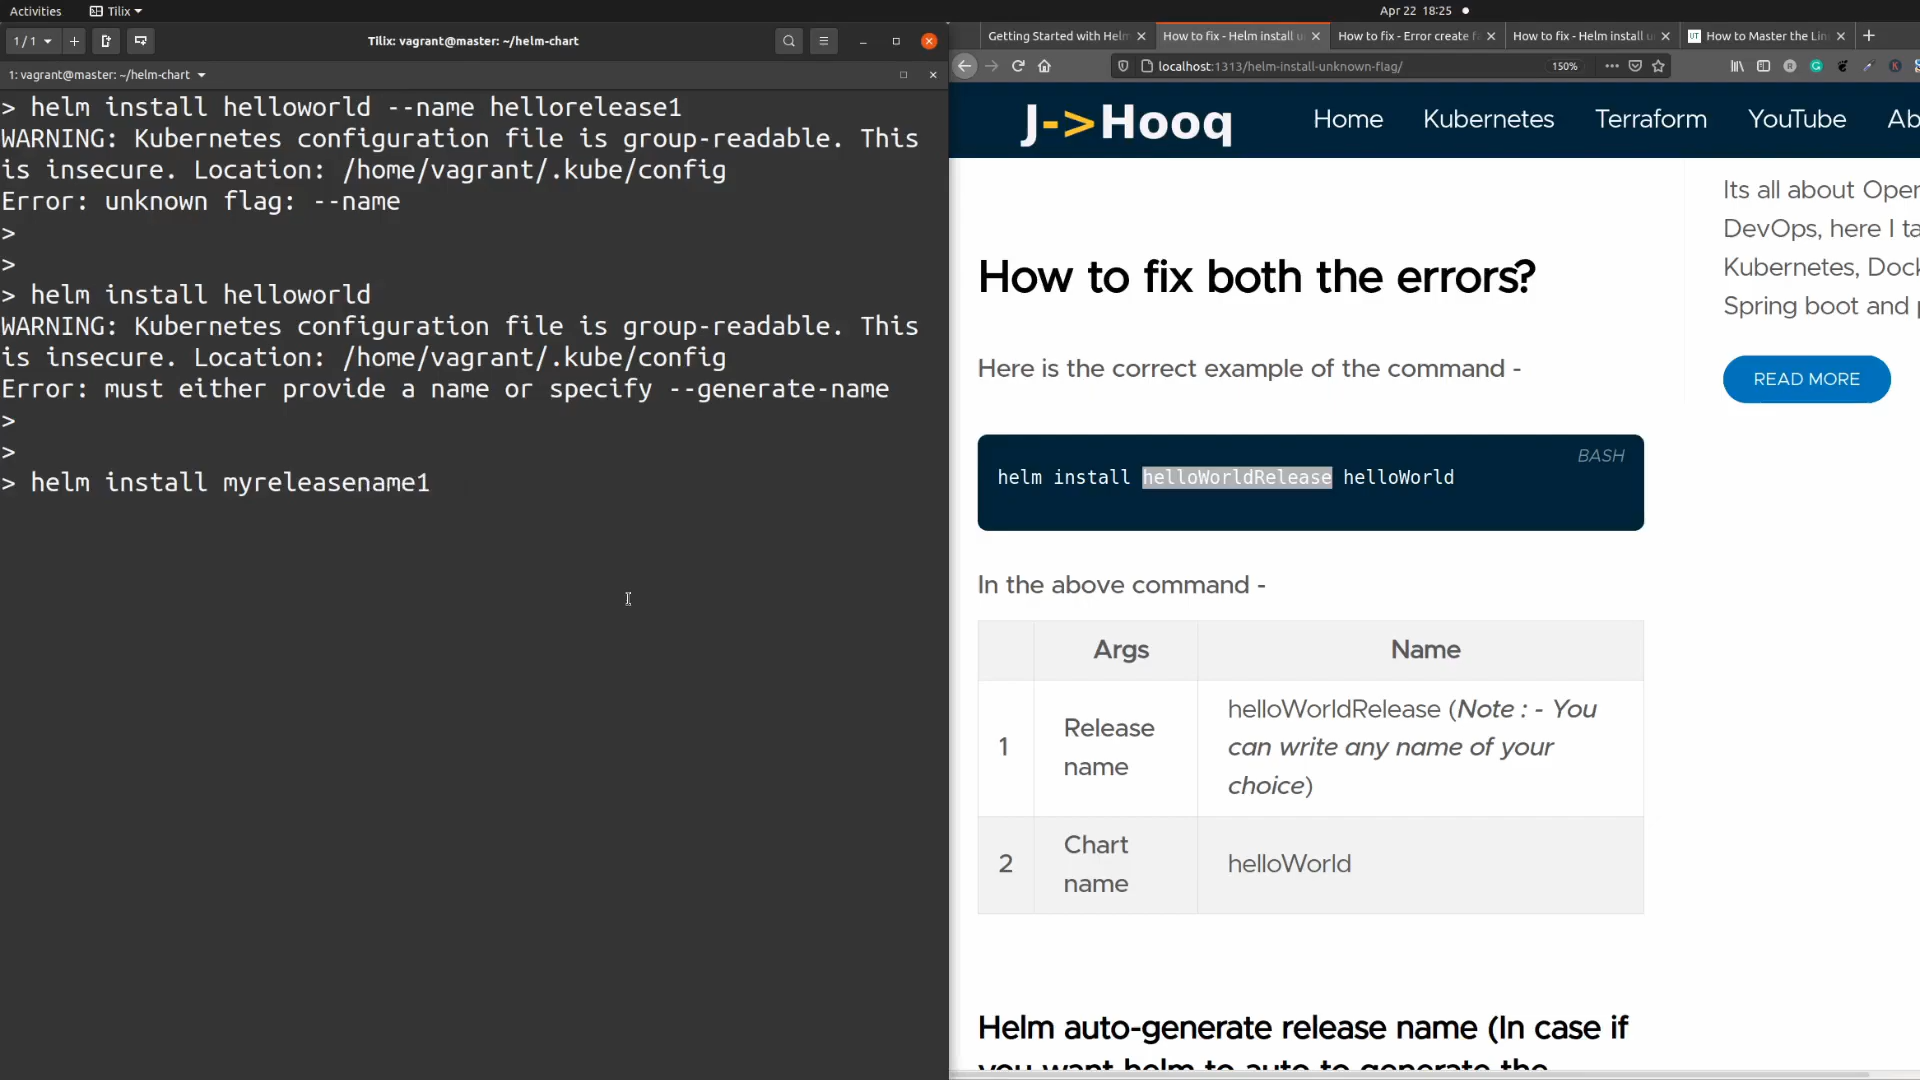 Activities
Tilix
Apr 22 18:25
1 / 1
Tilix: vagrant@master: ~/helm-chart
1: vagrant@master: ~/helm-chart
> helm install helloworld --name hellorelease1
WARNING: Kubernetes configuration file is group-readable. This
is insecure. Location: /home/vagrant/.kube/config
Error: unknown flag: --name
>
>
> helm install helloworld
WARNING: Kubernetes configuration file is group-readable. This
is insecure. Location: /home/vagrant/.kube/config
Error: must either provide a name or specify --generate-name
>
>
> helm install myreleasename1
Getting Started with Helm
How to fix - Helm install u
How to fix - Error create f
How to fix - Helm install u
How to Master the Lin
localhost:1313/helm-install-unknown-flag/
150%
J->Hooq
Home
Kubernetes
Terraform
YouTube
Ab
How to fix both the errors?
Here is the correct example of the command -
BASH
helm install helloWorldRelease helloWorld
In the above command -
Args
Name
1
Release
name
helloWorldRelease (Note : - You
can write any name of your
choice)
2
Chart
name
helloWorld
Helm auto-generate release name (In case if
you want helm to auto to generate the
Its all about Oper
DevOps, here I ta
Kubernetes, Dock
Spring boot and p
READ MORE